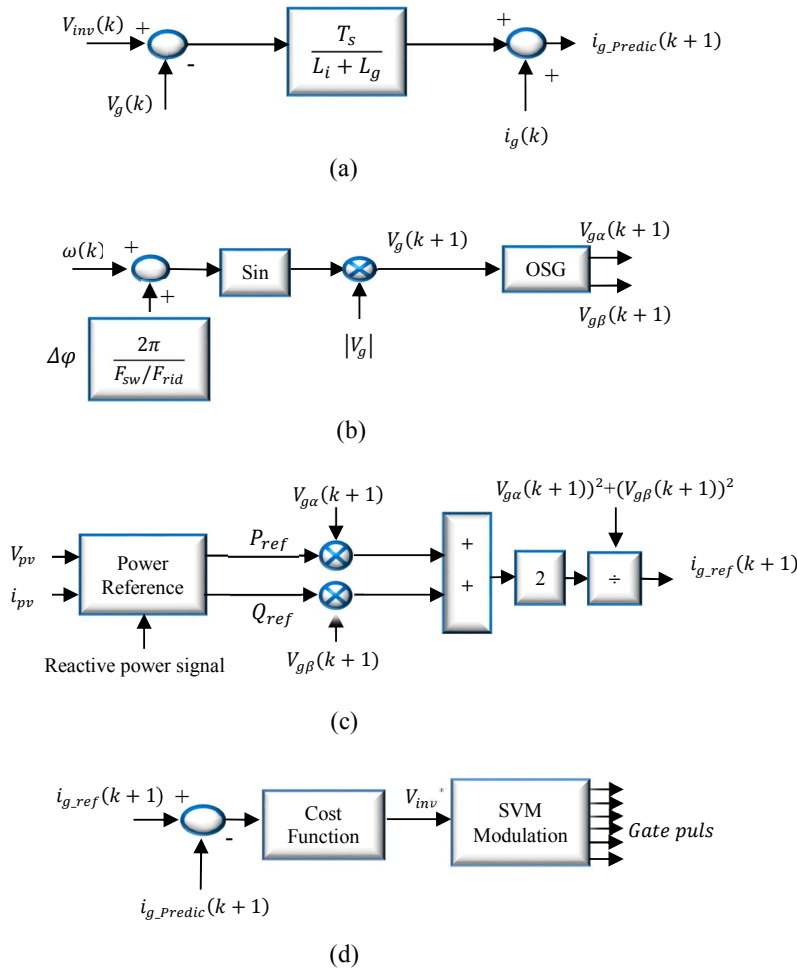 V_inv(k) + - V_g(k)
T_s / (L_i + L_g)
+ + i_g(k)
i_g_Predic(k + 1)
(a)
ω(k) + +
Δφ 2π / (F_sw/F_rid)
Sin
|V_g|
V_g(k + 1)
OSG
V_gα(k + 1)
V_gβ(k + 1)
(b)
V_pv
i_pv
Power
Reference
Reactive power signal
P_ref
Q_ref
V_gα(k + 1)
V_gβ(k + 1)
+
+
2
V_gα(k + 1))²+(V_gβ(k + 1))²
÷
i_g_ref(k + 1)
(c)
i_g_ref(k + 1) + -
i_g_Predic(k + 1)
Cost
Function
V_inv*
SVM
Modulation
Gate puls
(d)